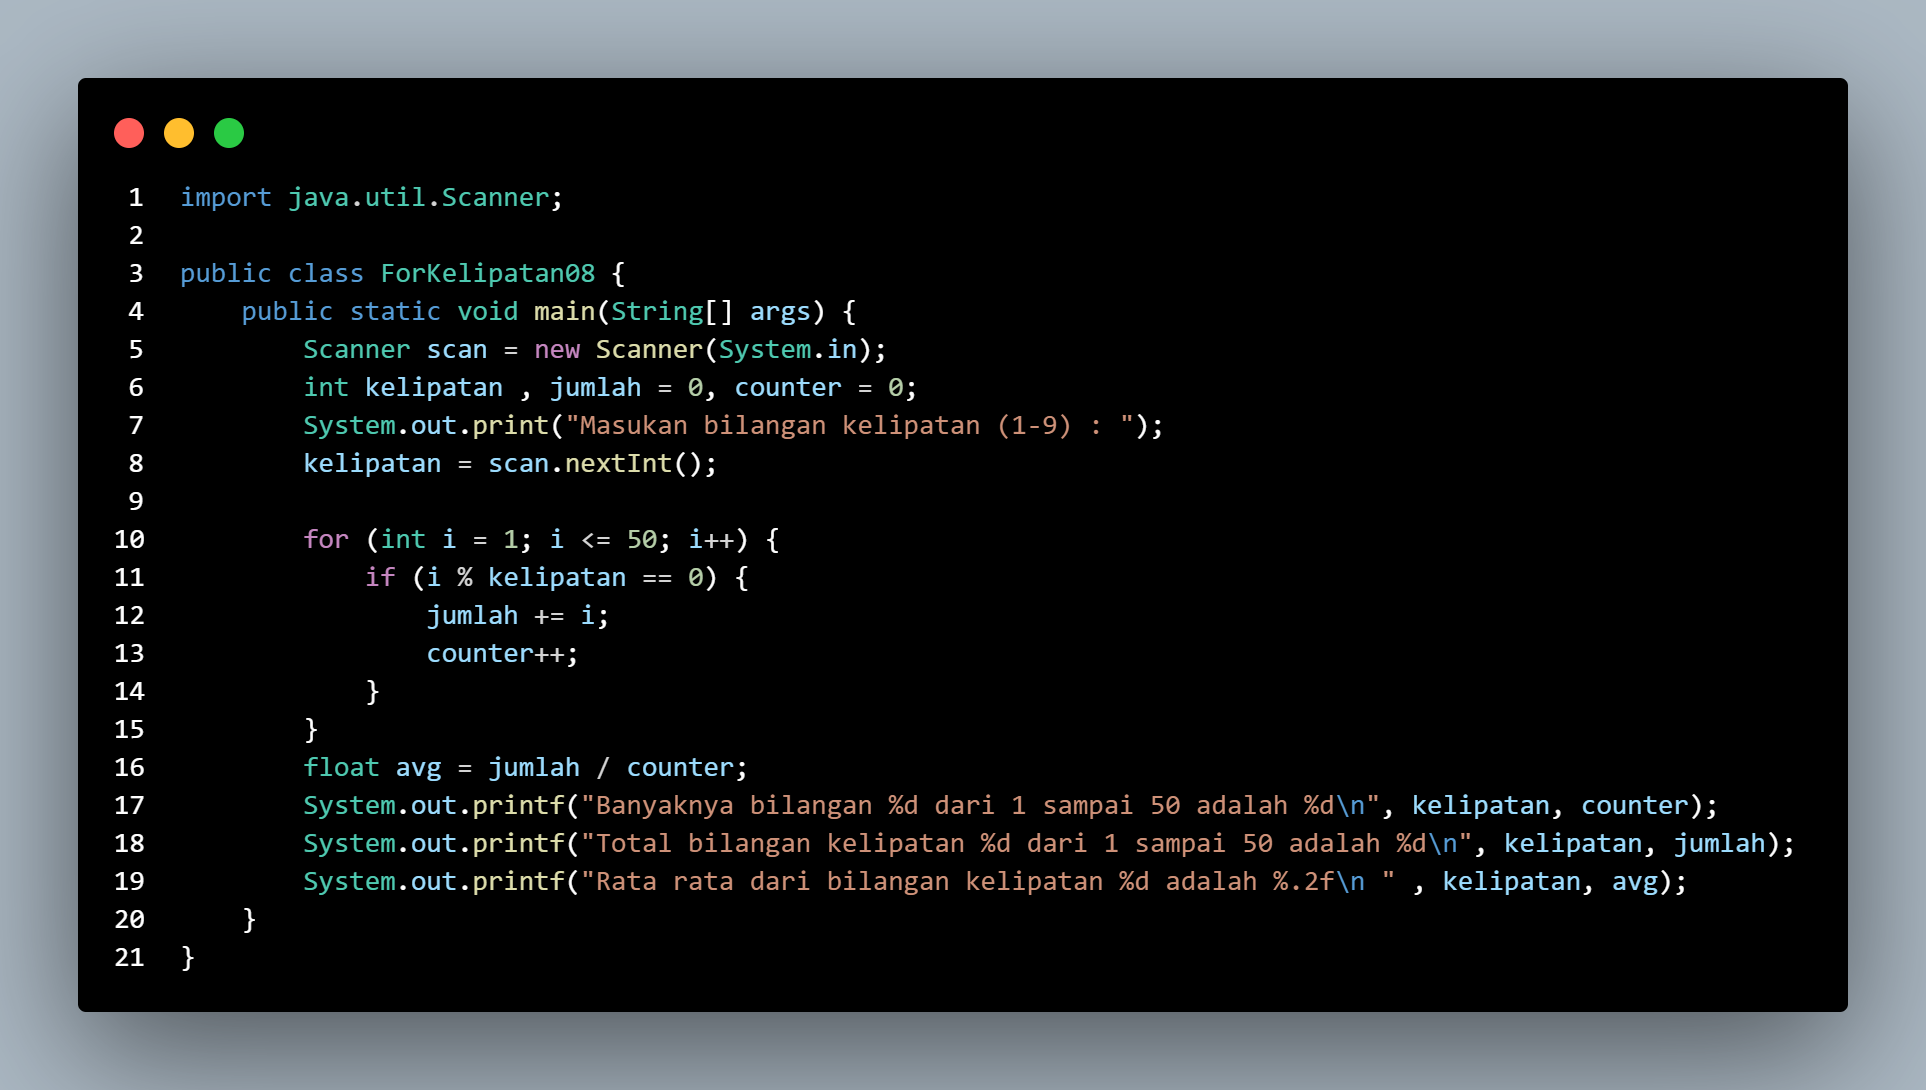 1 import java.util.Scanner;
2
3 public class ForKelipatan08 {
4     public static void main(String[] args) {
5         Scanner scan = new Scanner(System.in);
6         int kelipatan , jumlah = 0, counter = 0;
7         System.out.print("Masukan bilangan kelipatan (1-9) : ");
8         kelipatan = scan.nextInt();
9
10         for (int i = 1; i <= 50; i++) {
11             if (i % kelipatan == 0) {
12                 jumlah += i;
13                 counter++;
14             }
15         }
16         float avg = jumlah / counter;
17         System.out.printf("Banyaknya bilangan %d dari 1 sampai 50 adalah %d\n", kelipatan, counter);
18         System.out.printf("Total bilangan kelipatan %d dari 1 sampai 50 adalah %d\n", kelipatan, jumlah);
19         System.out.printf("Rata rata dari bilangan kelipatan %d adalah %.2f\n " , kelipatan, avg);
20     }
21 }